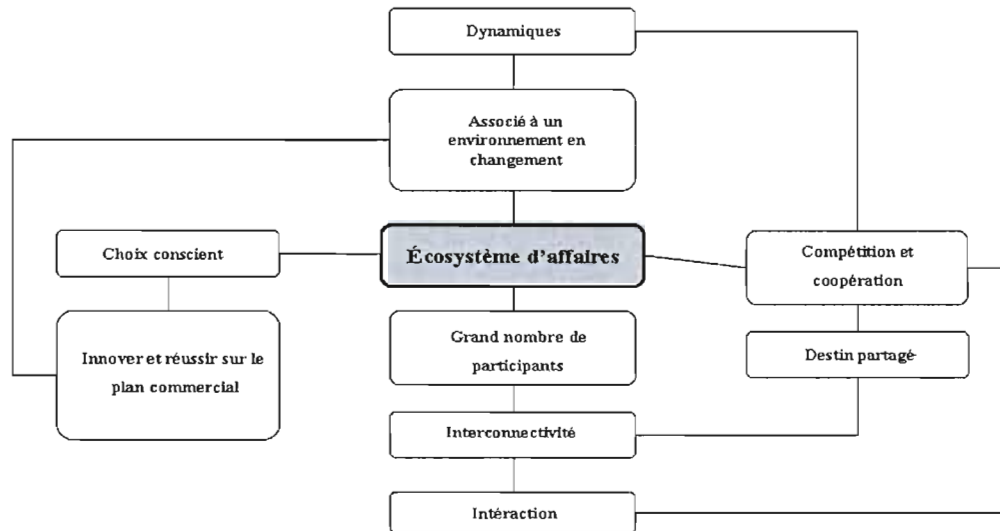 Dynamiques
Associé à un
environnement en
changement
Choix conscient
Écosystème d'affaires
Compétition et
coopération
Innover et réussir sur le
plan commercial
Grand nombre de
participants
Destin partagé
Interconnectivité
Intéraction